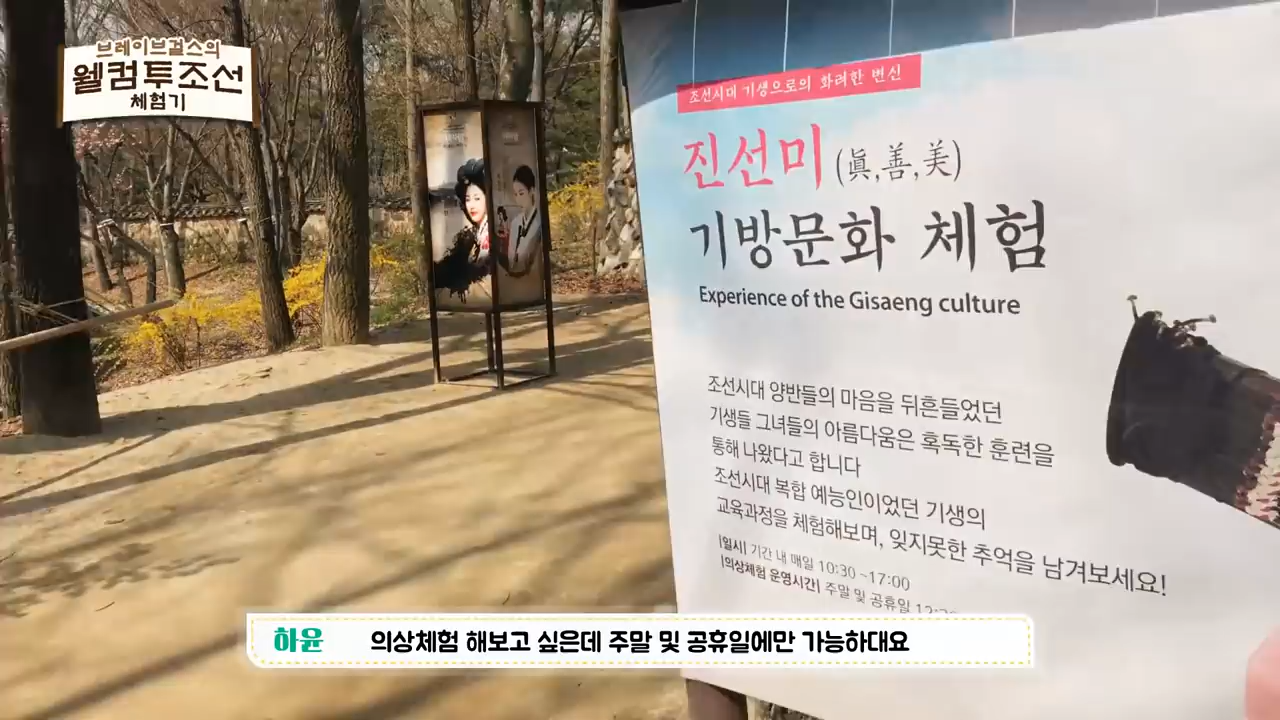 브레이브걸스의
웰컴투조선
체험기
조선시대 기생으로의 화려한 변신
진선미 (眞,善,美)
기방문화 체험
Experience of the Gisaeng culture
조선시대 양반들의 마음을 뒤흔들었던
기생들 그녀들의 아름다움은 혹독한 훈련을
통해 나왔다고 합니다
조선시대 복합 예능인이었던 기생의
교육과정을 체험해보며, 잊지못한 추억을 남겨보세요!
|일시| 기간 내 매일 10:30 ~17:00
|의상체험 운영시간| 주말 및 공휴일
하윤 의상체험 해보고 싶은데 주말 및 공휴일에만 가능하대요